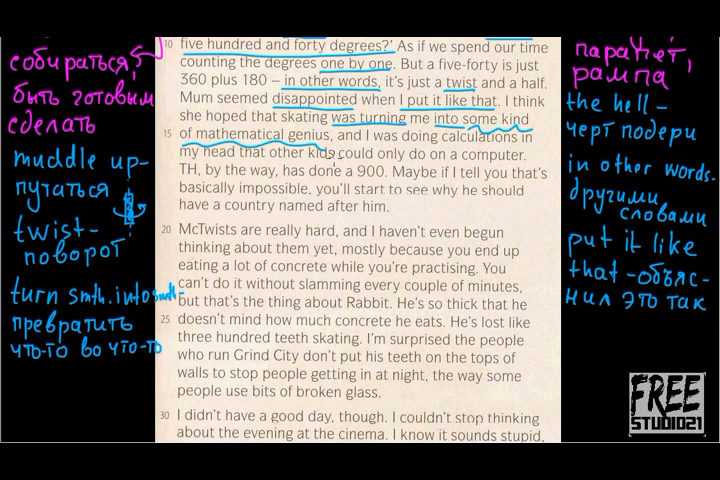 собираться,
быть готовым
сделать
muddle up-
пучаться
twist-
поворот
turn smth. into smth-
превратить
что-то во что-то
10 five hundred and forty degrees?' As if we spend our time
counting the degrees one by one. But a five-forty is just
360 plus 180 – in other words, it's just a twist and a half.
Mum seemed disappointed when I put it like that. I think
she hoped that skating was turning me into some kind
15 of mathematical genius, and I was doing calculations in
my head that other kids could only do on a computer.
TH, by the way, has done a 900. Maybe if I tell you that's
basically impossible, you'll start to see why he should
have a country named after him.
20 McTwists are really hard, and I haven't even begun
thinking about them yet, mostly because you end up
eating a lot of concrete while you're practising. You
can't do it without slamming every couple of minutes,
but that's the thing about Rabbit. He's so thick that he
25 doesn't mind how much concrete he eats. He's lost like
three hundred teeth skating. I'm surprised the people
who run Grind City don't put his teeth on the tops of
walls to stop people getting in at night, the way some
people use bits of broken glass.
30 I didn't have a good day, though. I couldn't stop thinking
about the evening at the cinema. I know it sounds stupid,
парапет,
рампа
the hell –
чёрт подери
in other words-
другими
словами
put it like
that – объяс-
нил это так
FREE
STUDIO21